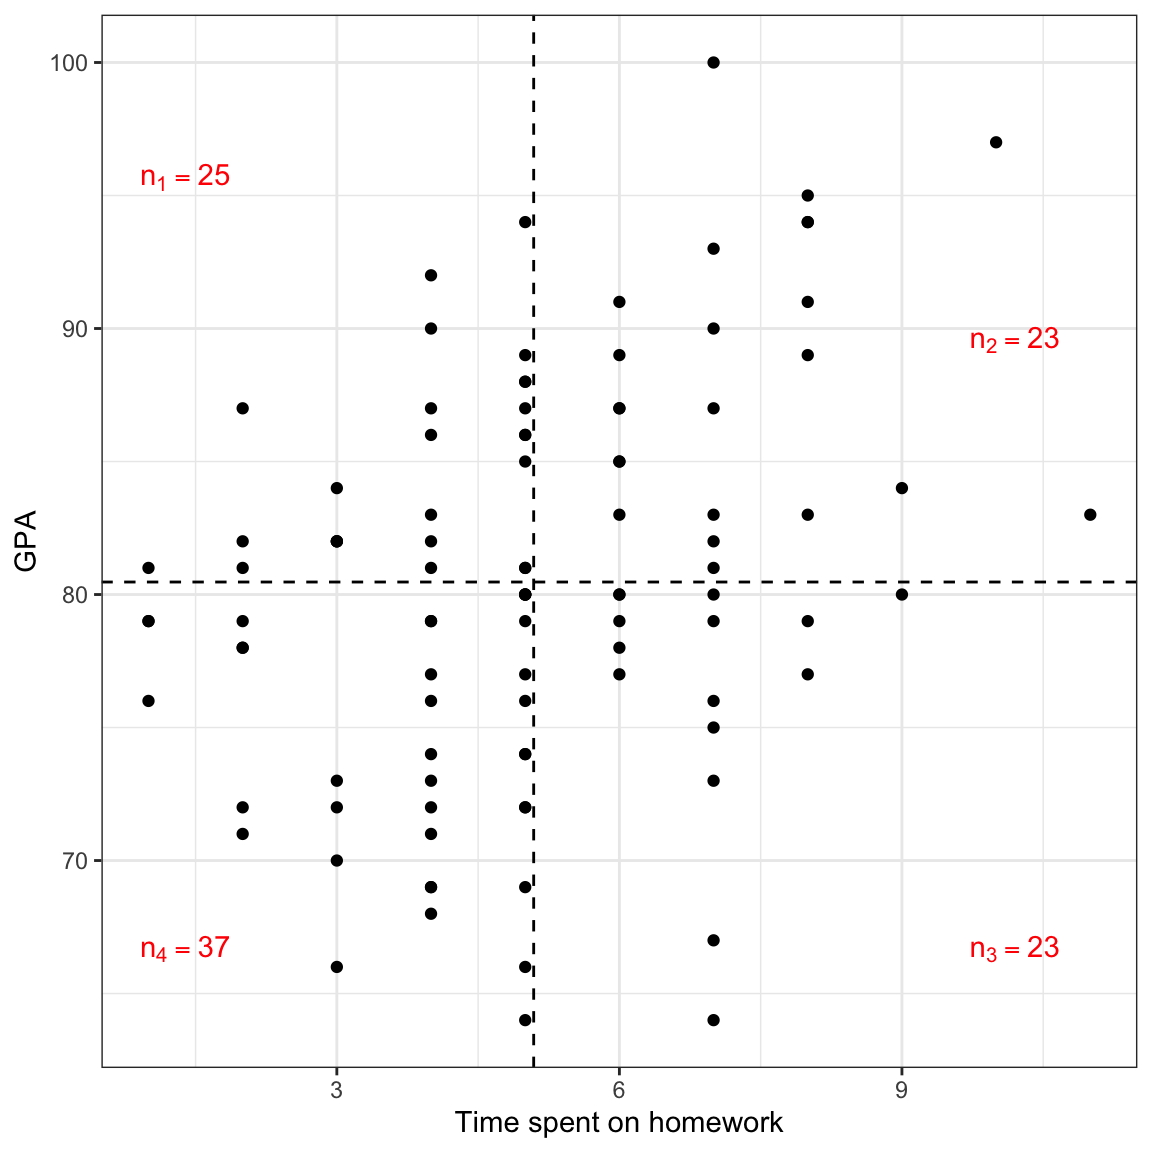 100
90
80
70
GPA
n1 = 25
n2 = 23
n4 = 37
n3 = 23
3 6 9
Time spent on homework